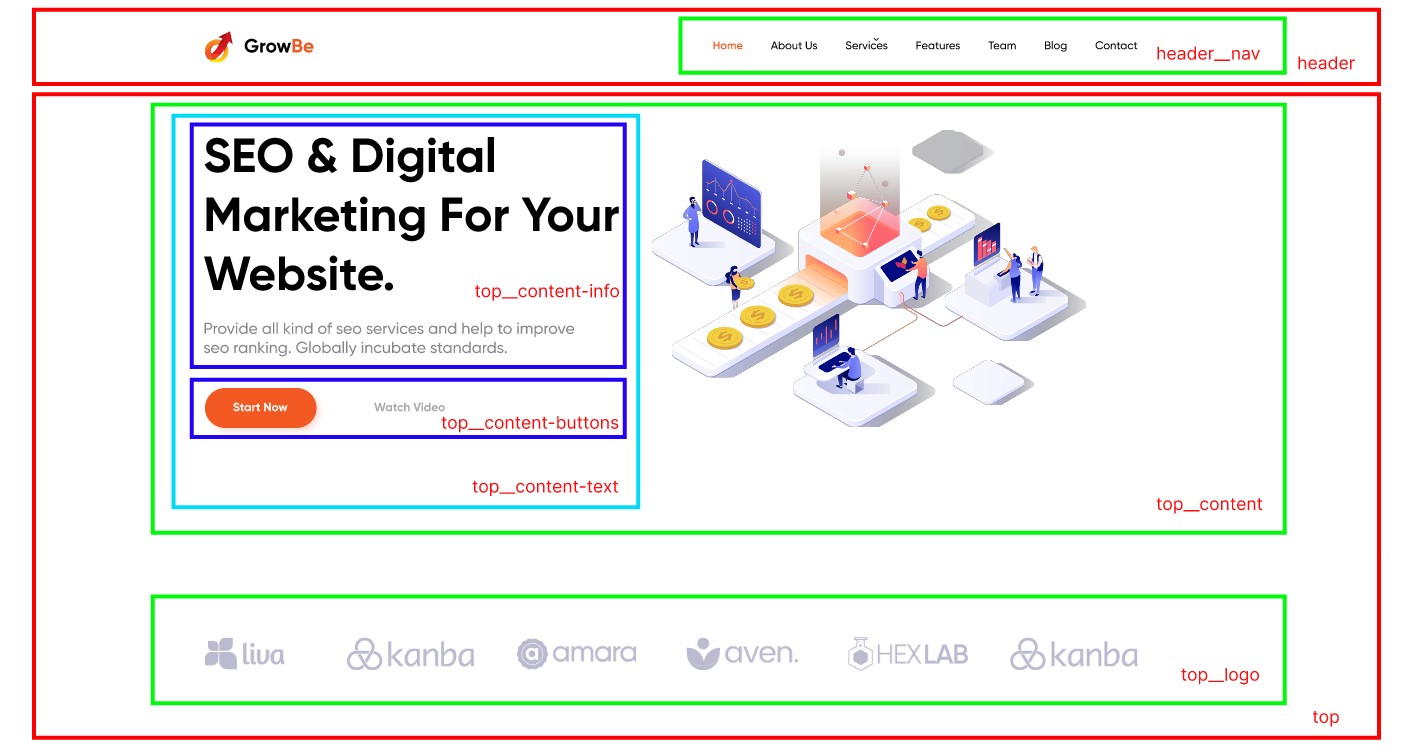 GrowBe
Home About Us Services Features Team Blog Contact
header__nav
header
SEO & Digital
Marketing For Your
Website.
top__content-info
Provide all kind of seo services and help to improve
seo ranking. Globally incubate standards.
Start Now Watch Video
top__content-buttons
top__content-text
top__content
liva kanba amara aven. HEXLAB kanba
top__logo
top